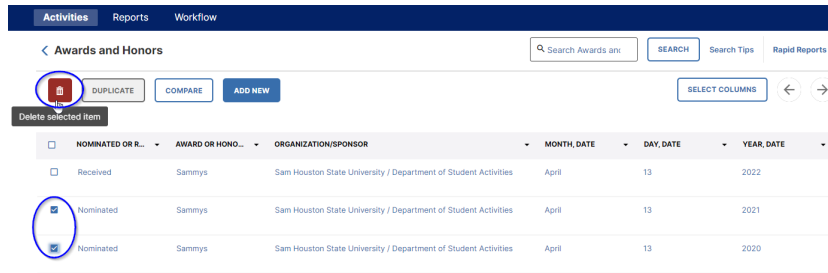 Activities Reports Workflow
Awards and Honors Search Awards and SEARCH Search Tips Rapid Reports
DUPLICATE COMPARE ADD NEW SELECT COLUMNS
Delete selected item
NOMINATED OR R... AWARD OR HONO... ORGANIZATION/SPONSOR MONTH, DATE DAY, DATE YEAR, DATE
Received Sammys Sam Houston State University / Department of Student Activities April 13 2022
Nominated Sammys Sam Houston State University / Department of Student Activities April 13 2021
Nominated Sammys Sam Houston State University / Department of Student Activities April 13 2020